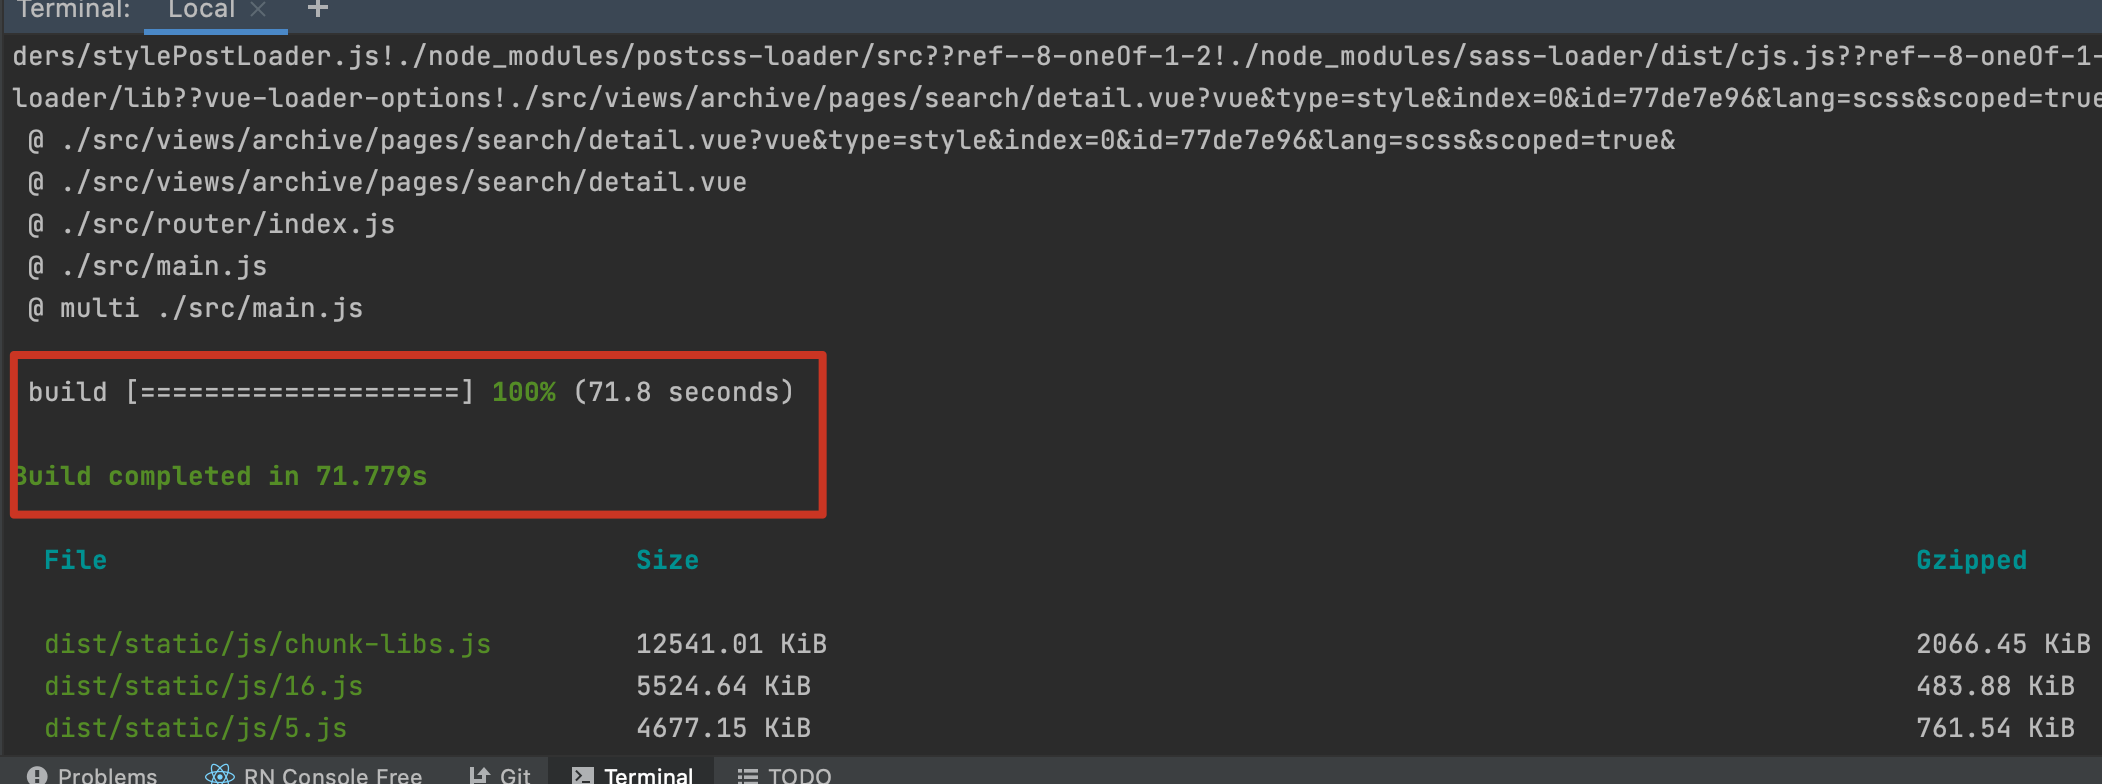 Terminal: Local × +
ders/stylePostLoader.js!./node_modules/postcss-loader/src??ref--8-oneOf-1-2!./node_modules/sass-loader/dist/cjs.js??ref--8-oneOf-1-
loader/lib??vue-loader-options!./src/views/archive/pages/search/detail.vue?vue&type=style&index=0&id=77de7e96&lang=scss&scoped=true
@ ./src/views/archive/pages/search/detail.vue?vue&type=style&index=0&id=77de7e96&lang=scss&scoped=true&
@ ./src/views/archive/pages/search/detail.vue
@ ./src/router/index.js
@ ./src/main.js
@ multi ./src/main.js
build [====================] 100% (71.8 seconds)
Build completed in 71.779s
File Size Gzipped
dist/static/js/chunk-libs.js 12541.01 KiB 2066.45 KiB
dist/static/js/16.js 5524.64 KiB 483.88 KiB
dist/static/js/5.js 4677.15 KiB 761.54 KiB
Problems RN Console Free Git Terminal TODO